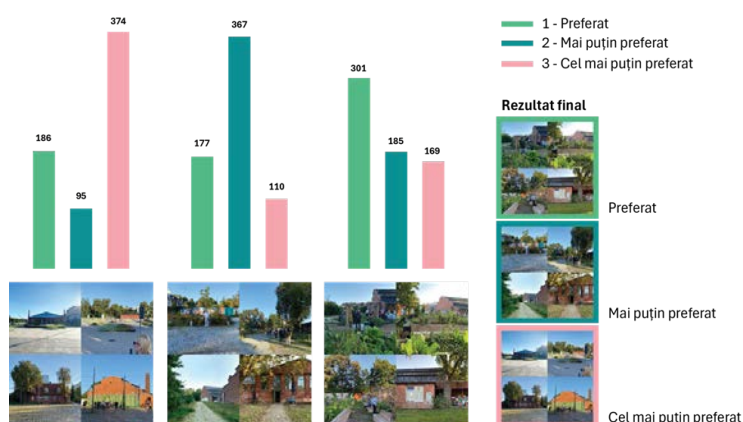 374
367
301
186
177
185
169
95
110
1 - Preferat
2 - Mai puțin preferat
3 - Cel mai puțin preferat
Rezultat final
Preferat
Mai puțin preferat
Cel mai puțin preferat